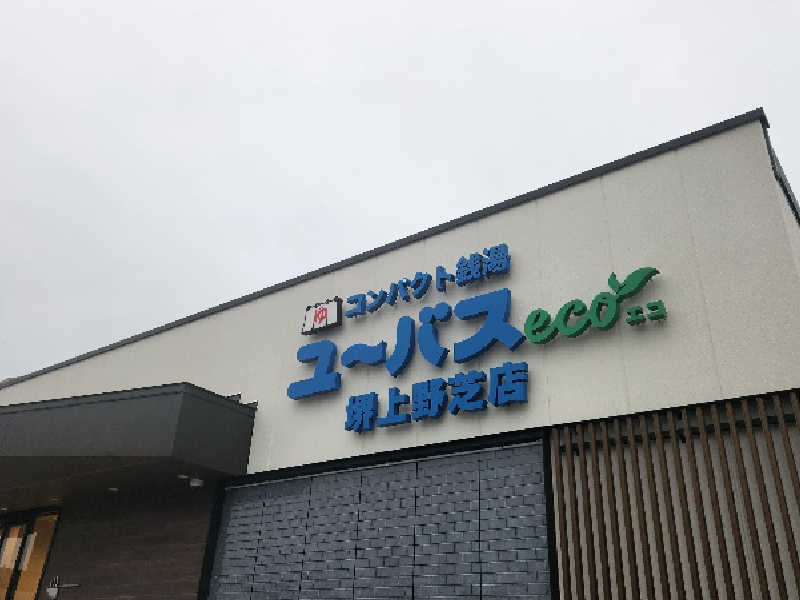 ゆ コンパクト銭湯
ユ〜バス eco エコ
堺上野芝店